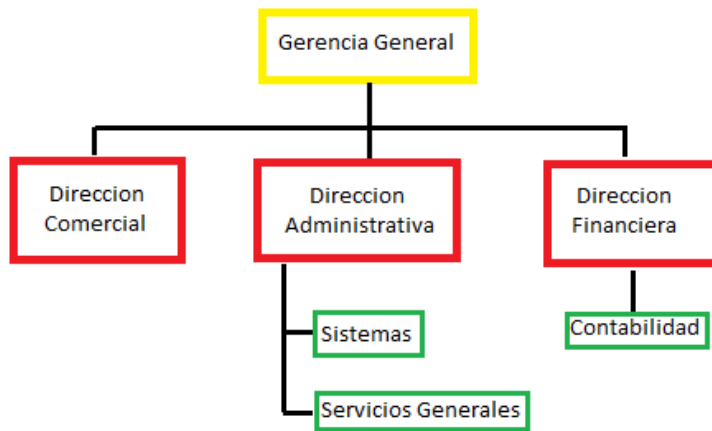 Gerencia General
Direccion
Comercial
Direccion
Administrativa
Direccion
Financiera
Sistemas
Contabilidad
Servicios Generales